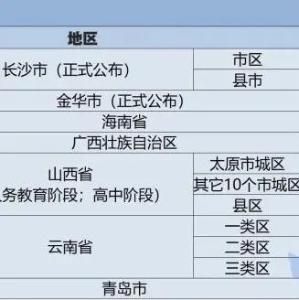 地区
长沙市（正式公布）
市区
县市
金华市（正式公布）
海南省
广西壮族自治区
山西省
务教育阶段；高中阶段）
太原市城区
其它10个市城区
县区
云南省
一类区
二类区
三类区
青岛市